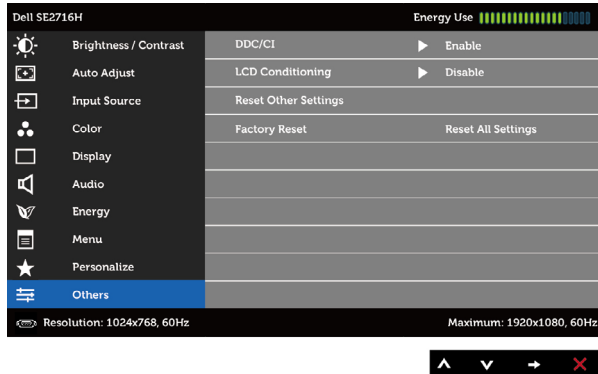 Dell SE2716H Energy Use
Brightness / Contrast DDC/CI Enable
Auto Adjust LCD Conditioning Disable
Input Source Reset Other Settings
Color Factory Reset Reset All Settings
Display
Audio
Energy
Menu
Personalize
Others
Resolution: 1024x768, 60Hz Maximum: 1920x1080, 60Hz